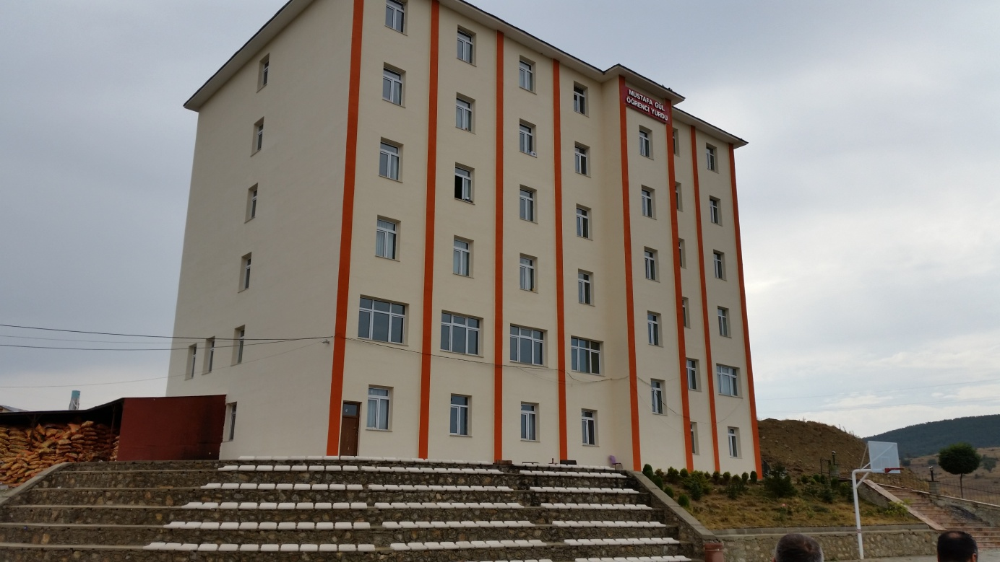 MUSTAFA GÜL
ÖĞRENCİ YURDU